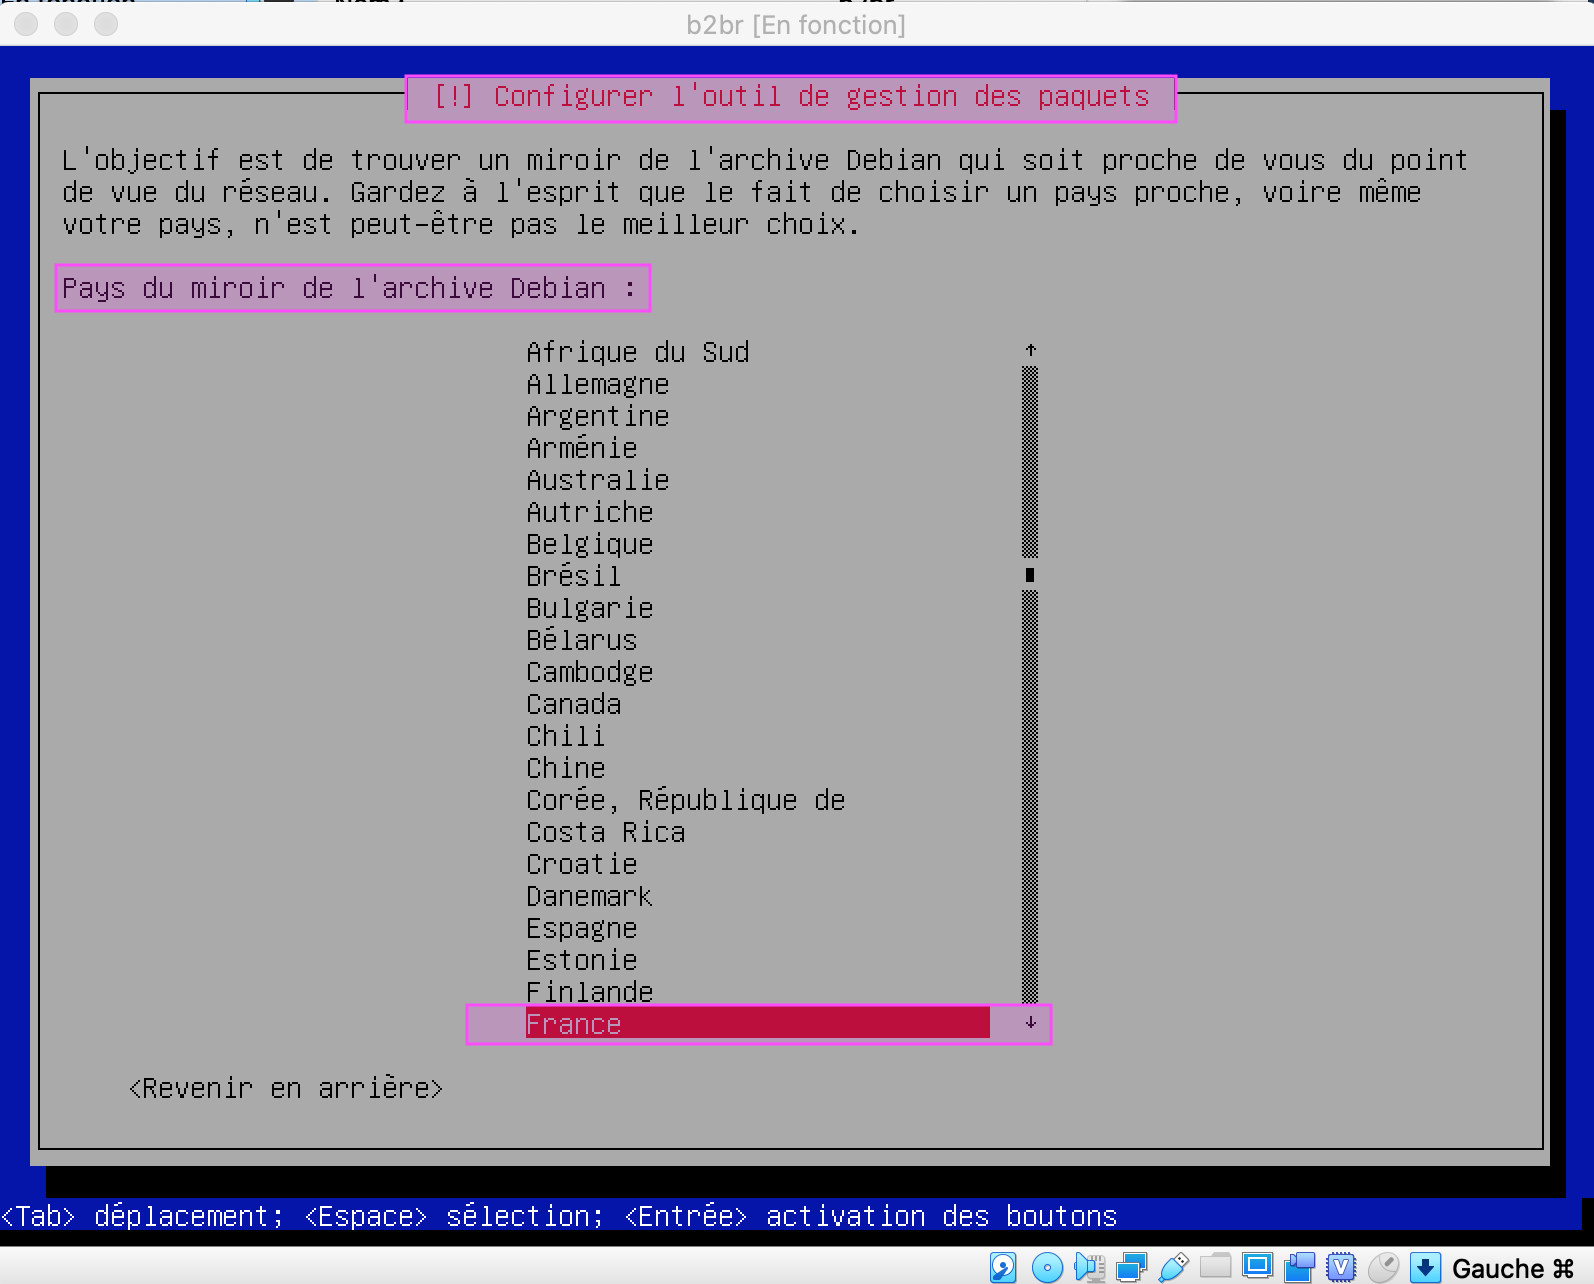 b2br [En fonction]
[!] Configurer l'outil de gestion des paquets
L'objectif est de trouver un miroir de l'archive Debian qui soit proche de vous du point
de vue du réseau. Gardez à l'esprit que le fait de choisir un pays proche, voire même
votre pays, n'est peut-être pas le meilleur choix.
Pays du miroir de l'archive Debian :
Afrique du Sud
Allemagne
Argentine
Arménie
Australie
Autriche
Belgique
Brésil
Bulgarie
Bélarus
Cambodge
Canada
Chili
Chine
Corée, République de
Costa Rica
Croatie
Danemark
Espagne
Estonie
Finlande
France
<Revenir en arrière>
<Tab> déplacement; <Espace> sélection; <Entrée> activation des boutons
Gauche ⌘